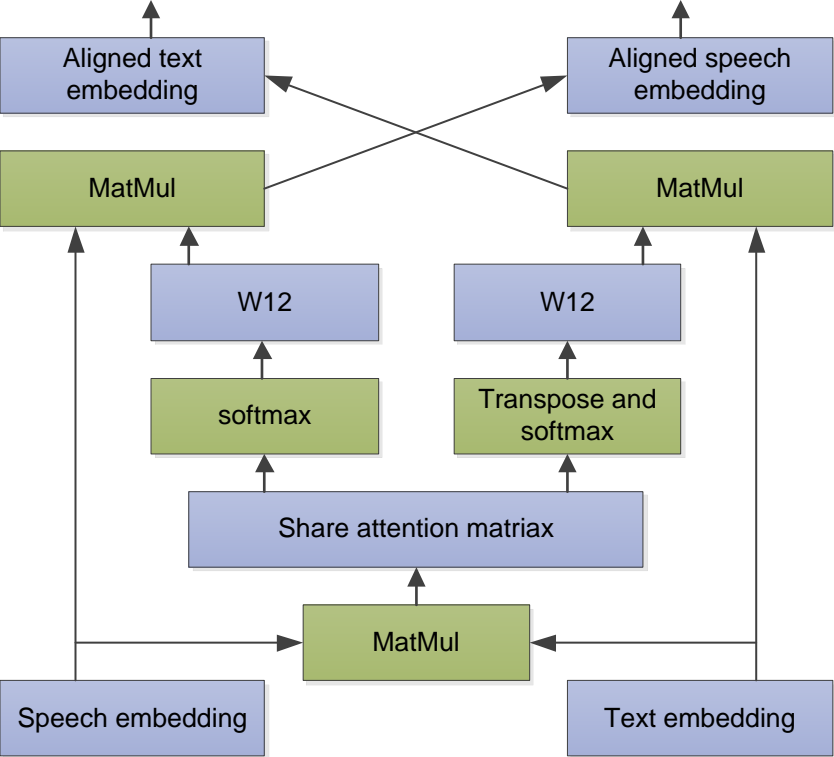 Aligned text
embedding
Aligned speech
embedding
MatMul
MatMul
W12
W12
softmax
Transpose and
softmax
Share attention matriax
MatMul
Speech embedding
Text embedding